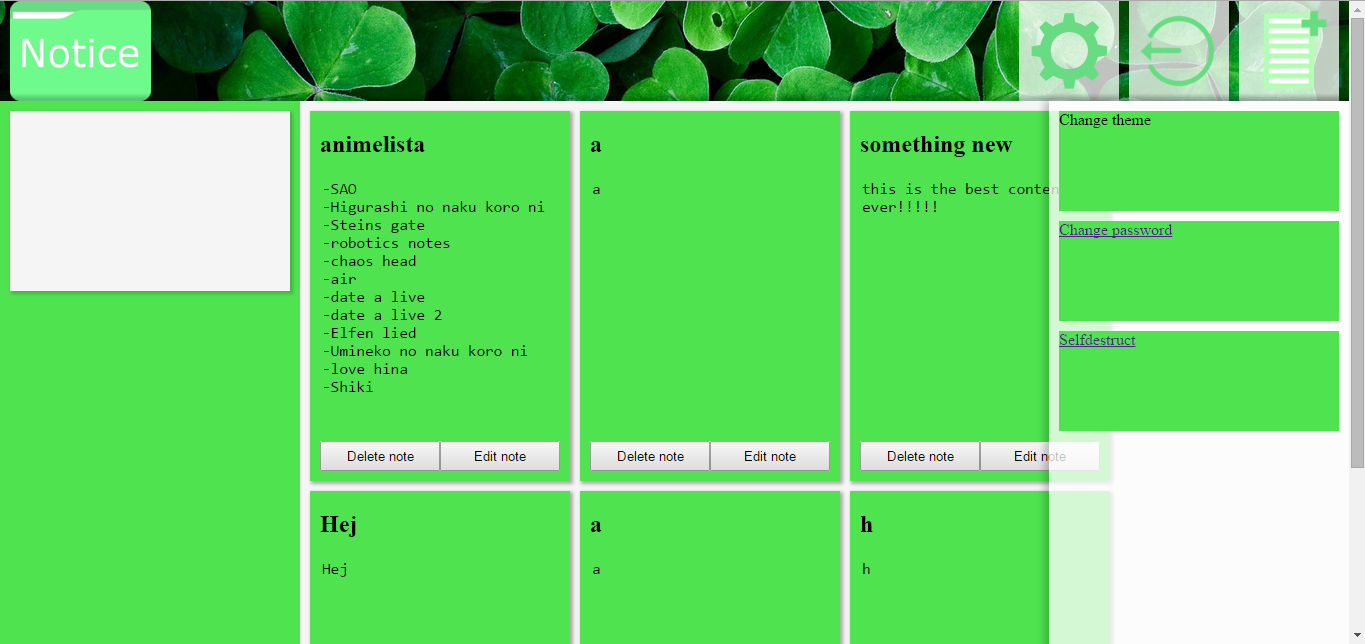 Notice
animelista
-SAO
-Higurashi no naku koro ni
-Steins gate
-robotics notes
-chaos head
-air
-date a live
-date a live 2
-Elfen lied
-Umineko no naku koro ni
-love hina
-Shiki
Delete note Edit note
a
a
Delete note Edit note
something new
this is the best conten
ever!!!!!
Delete note Edit note
Change theme
Change password
Selfdestruct
Hej
Hej
a
a
h
h